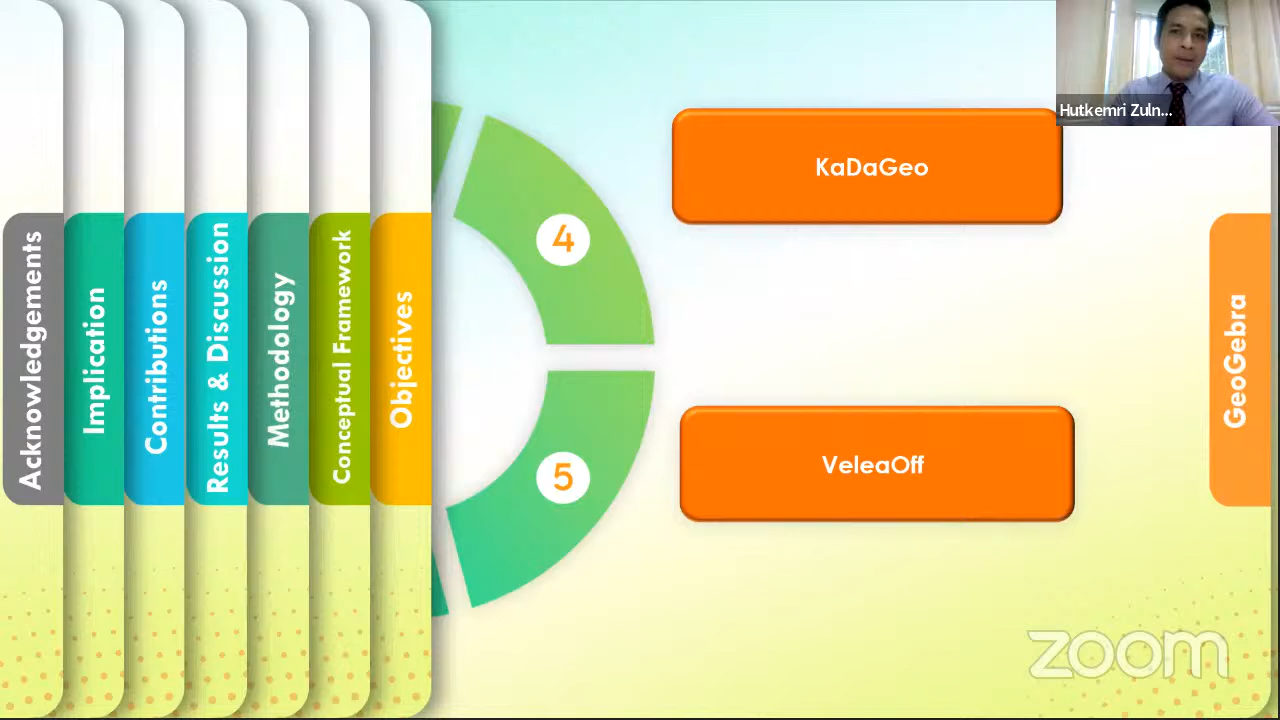 Acknowledgements
Implication
Contributions
Results & Discussion
Methodology
Conceptual Framework
Objectives
4
5
KaDaGeo
VeleaOff
GeoGebra
Hutkemri Zuln...
zoom